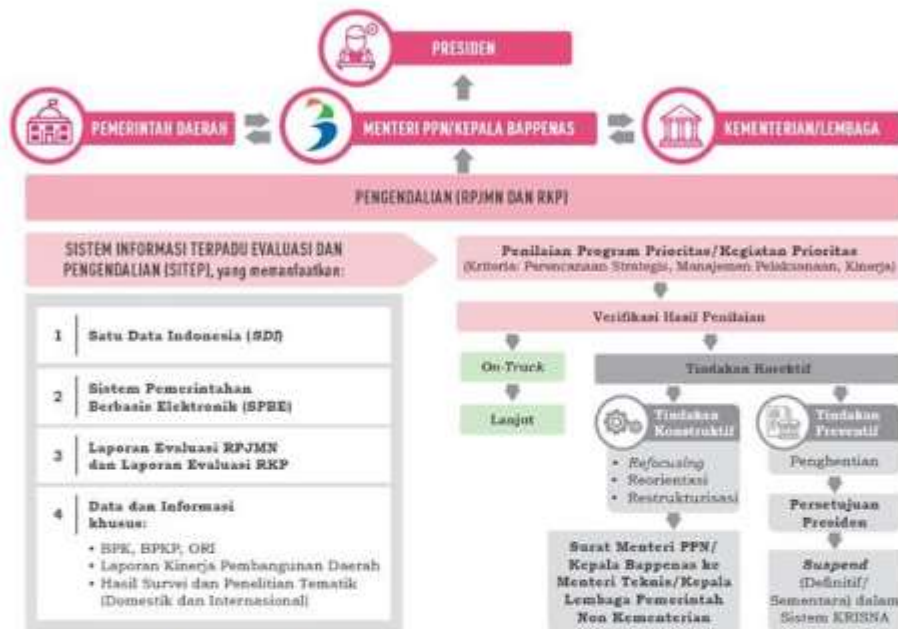 PRESIDEN
PEMERINTAH DAERAH
MENTERI PPN/KEPALA BAPPENAS
KEMENTERIAN/LEMBAGA
PENGENDALIAN (RPJMN DAN RKP)
SISTEM INFORMASI TERPADU EVALUASI DAN
PENGENDALIAN (SITEP), yang memanfaatkan:
1 Satu Data Indonesia (SDI)
2 Sistem Pemerintahan
Berbasis Elektronik (SPBE)
3 Laporan Evaluasi RPJMN
dan Laporan Evaluasi RKP
4 Data dan Informasi
khusus:
• BPK, BPKP, ORI
• Laporan Kinerja Pembangunan Daerah
• Hasil Survei dan Penelitian Tematik
(Domestik dan Internasional)
Penilaian Program Prioritas/Kegiatan Prioritas
(Kriteria: Perencanaan Strategis, Manajemen Pelaksanaan, Kinerja)
Verifikasi Hasil Penilaian
On-Track
Lanjut
Tindakan Korektif
Tindakan
Konstruktif
• Refocusing
• Reorientasi
• Restrukturisasi
Surat Menteri PPN/
Kepala Bappenas ke
Menteri Teknis/Kepala
Lembaga Pemerintah
Non Kementerian
Tindakan
Preventif
Penghentian
Persetujuan
Presiden
Suspend
(Definitif/
Sementara) dalam
Sistem KRISNA